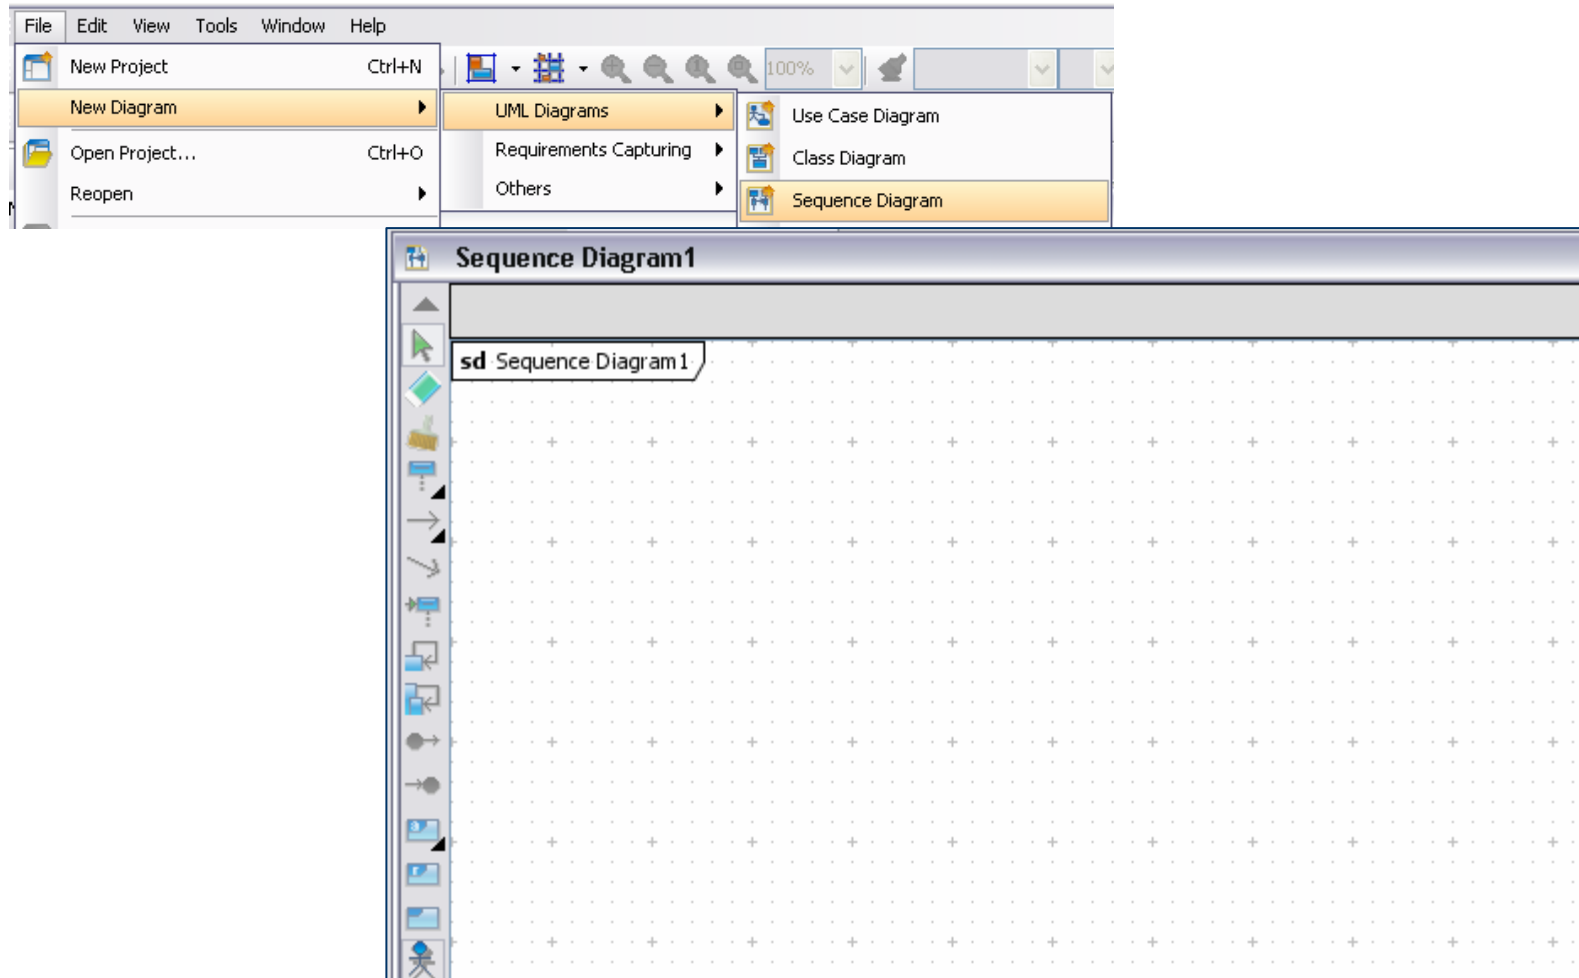 File Edit View Tools Window Help
New Project Ctrl+N
100%
New Diagram
UML Diagrams
Use Case Diagram
Open Project... Ctrl+O
Requirements Capturing
Class Diagram
Reopen
Others
Sequence Diagram
Sequence Diagram1
sd Sequence Diagram1